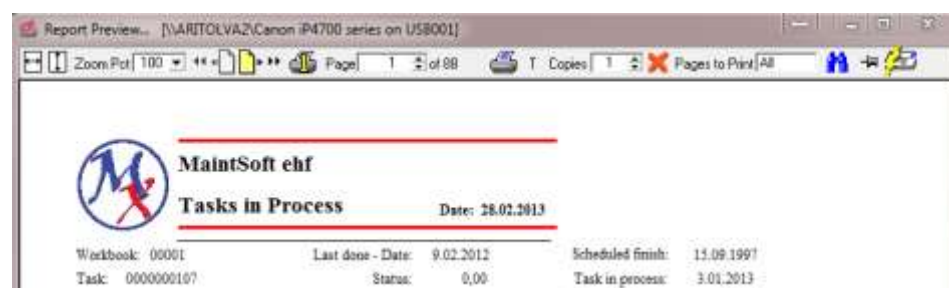 Report Preview... [\\ARITOLVA2\Canon iP4700 series on USB001]
Zoom Pct 100 Page 1 of 88 T Copies 1 Pages to Print All
MaintSoft ehf
Tasks in Process Date: 28.02.2013
Workbook: 00001 Last done - Date: 9.02.2012 Scheduled finish: 15.09.1997
Task: 0000000107 Status: 0,00 Task in process: 3.01.2013